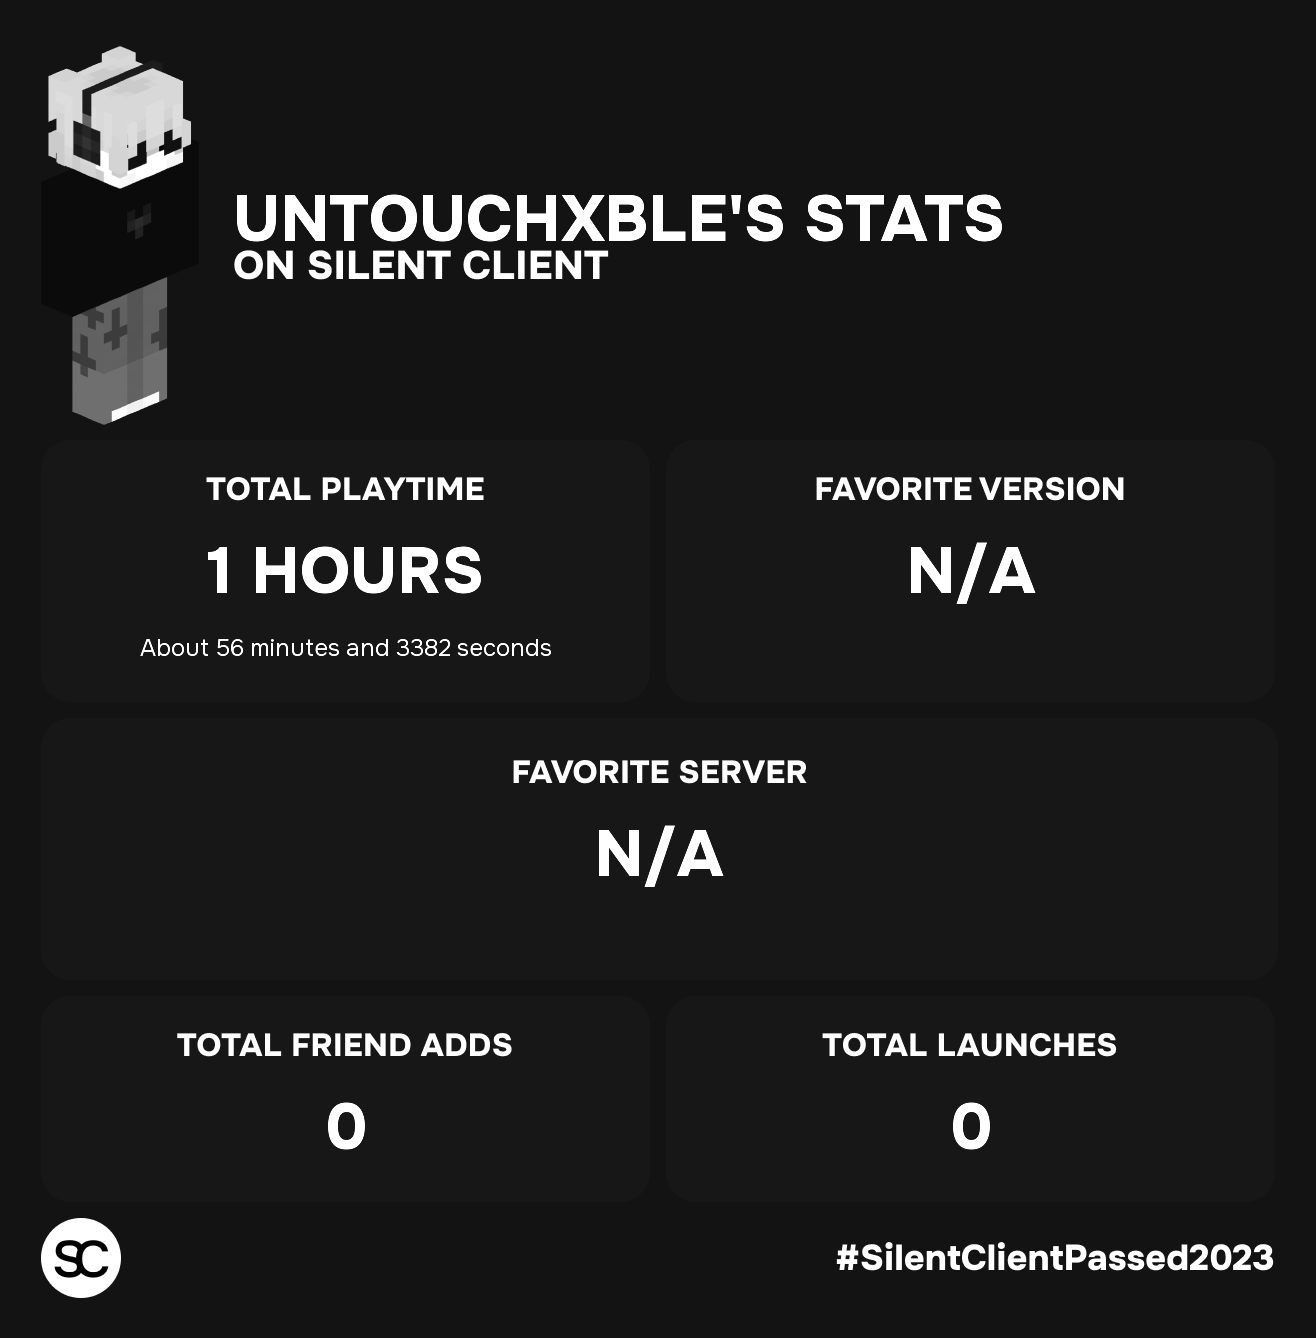 UNTOUCHXBLE'S STATS
ON SILENT CLIENT
TOTAL PLAYTIME
1 HOURS
About 56 minutes and 3382 seconds
FAVORITE VERSION
N/A
FAVORITE SERVER
N/A
TOTAL FRIEND ADDS
0
TOTAL LAUNCHES
0
SC
#SilentClientPassed2023